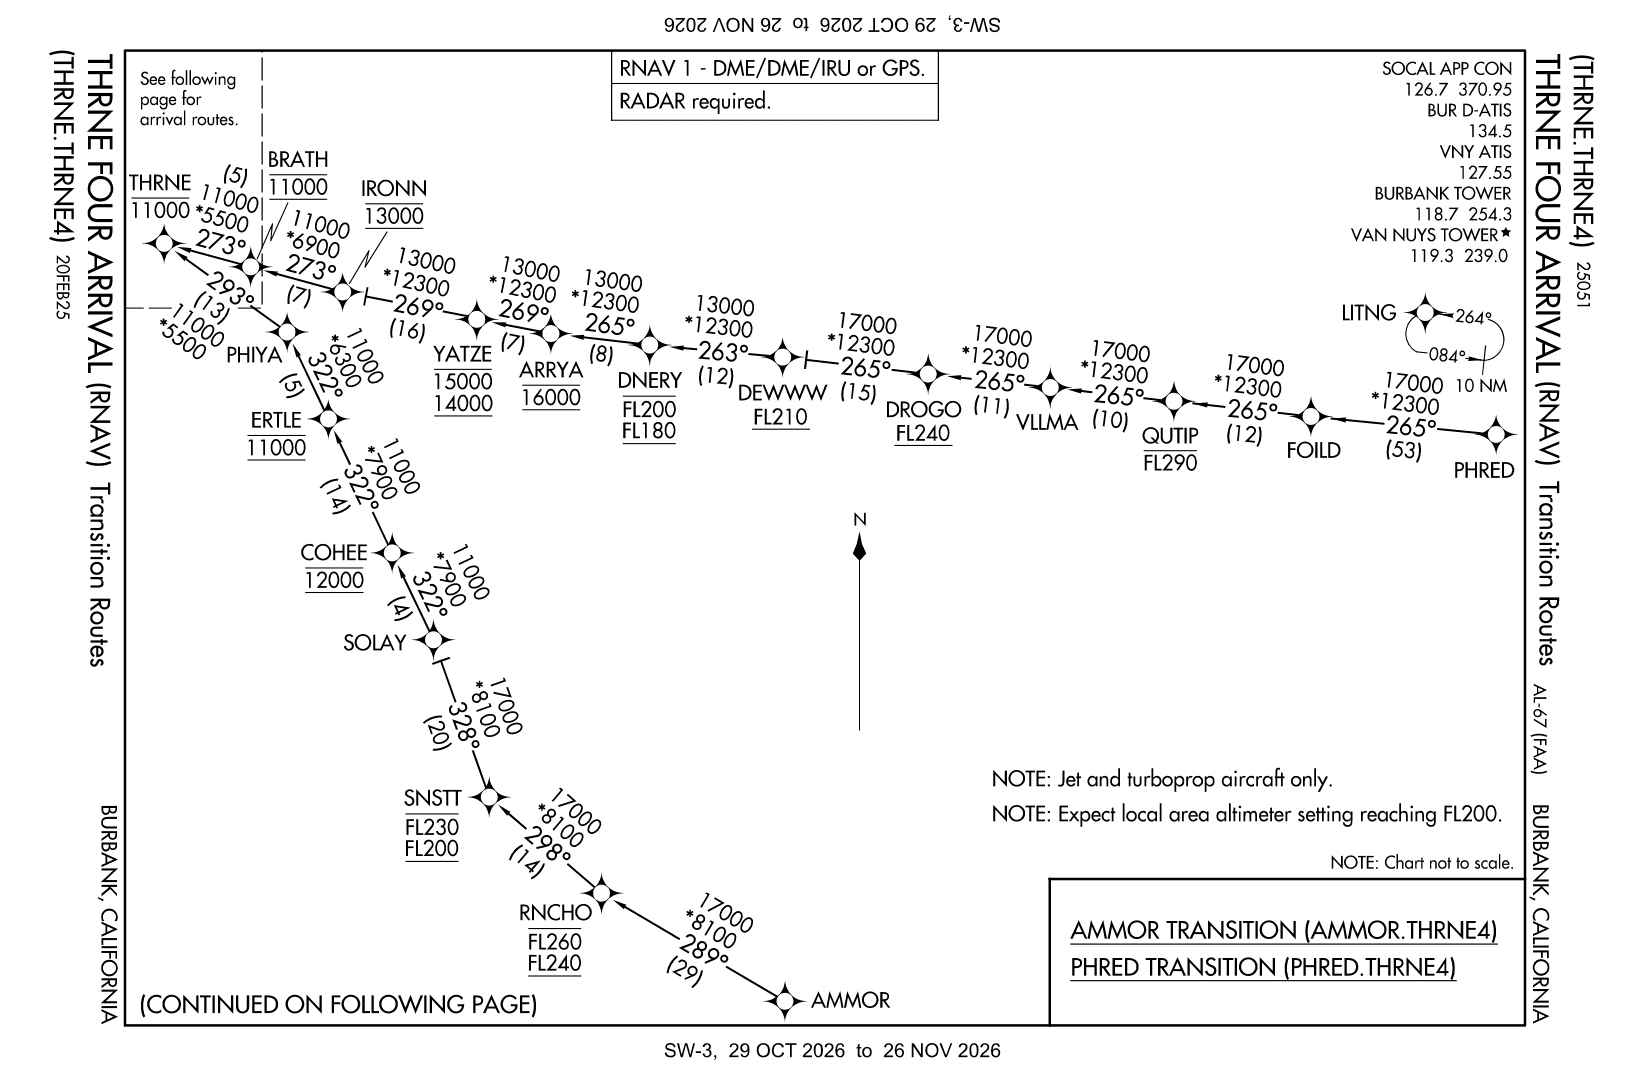 SW-3, 29 OCT 2026 to 26 NOV 2026
THRNE FOUR ARRIVAL (RNAV) Transition Routes
(THRNE.THRNE4) 20FEB25
BURBANK, CALIFORNIA
(THRNE.THRNE4) 25051
THRNE FOUR ARRIVAL (RNAV) Transition Routes
AL-67 (FAA)
BURBANK, CALIFORNIA
See following
page for
arrival routes.
RNAV 1 - DME/DME/IRU or GPS.
RADAR required.
SOCAL APP CON
126.7 370.95
BUR D-ATIS
134.5
VNY ATIS
127.55
BURBANK TOWER
118.7 254.3
VAN NUYS TOWER★
119.3 239.0
LITNG
264°
084°
10 NM
THRNE
11000
(5)
11000
*5500
273°
BRATH
11000
11000
*6900
273°
(7)
IRONN
13000
13000
*12300
269°
(16)
YATZE
15000
14000
13000
*12300
269°
(7)
ARRYA
16000
13000
*12300
265°
(8)
DNERY
FL200
FL180
13000
*12300
263°
(12)
DEWWW
FL210
17000
*12300
265°
(15)
DROGO
FL240
17000
*12300
265°
(11)
VLLMA
17000
*12300
265°
(10)
QUTIP
FL290
17000
*12300
265°
(12)
FOILD
17000
*12300
265°
(53)
PHRED
293°
(13)
11000
*5500
PHIYA
11000
*6300
322°
(5)
ERTLE
11000
11000
*7900
322°
(14)
COHEE
12000
11000
*7900
322°
(4)
SOLAY
17000
*8100
328°
(20)
SNSTT
FL230
FL200
17000
*8100
298°
(14)
RNCHO
FL260
FL240
17000
*8100
289°
(29)
AMMOR
N
NOTE: Jet and turboprop aircraft only.
NOTE: Expect local area altimeter setting reaching FL200.
NOTE: Chart not to scale.
AMMOR TRANSITION (AMMOR.THRNE4)
PHRED TRANSITION (PHRED.THRNE4)
(CONTINUED ON FOLLOWING PAGE)
SW-3, 29 OCT 2026 to 26 NOV 2026